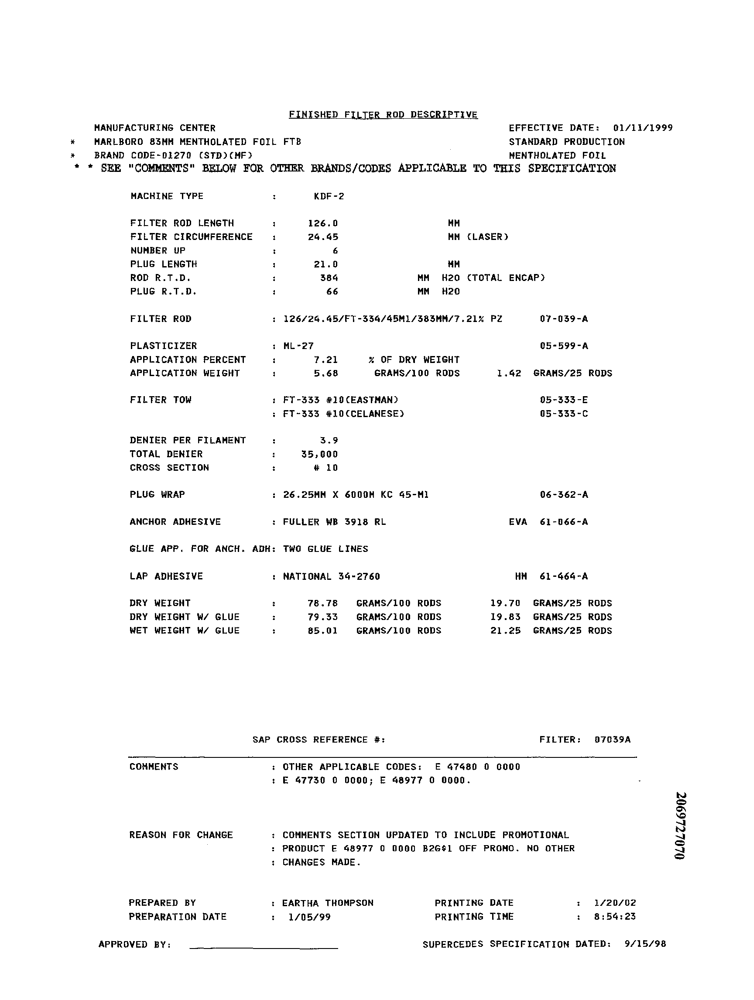 FINISHED FILTER ROD DESCRIPTIVE
MANUFACTURING CENTER EFFECTIVE DATE: 01/11/1999
* MARLBORO 83MM MENTHOLATED FOIL FTB STANDARD PRODUCTION
* BRAND CODE-01270 (STD)(MF) MENTHOLATED FOIL
* * SEE "COMMENTS" BELOW FOR OTHER BRANDS/CODES APPLICABLE TO THIS SPECIFICATION
MACHINE TYPE : KDF-2
FILTER ROD LENGTH : 126.0 MM
FILTER CIRCUMFERENCE : 24.45 MM (LASER)
NUMBER UP : 6
PLUG LENGTH : 21.0 MM
ROD R.T.D. : 384 MM H2O (TOTAL ENCAP)
PLUG R.T.D. : 66 MM H2O
FILTER ROD : 126/24.45/FT-334/45M1/383MM/7.21% PZ 07-039-A
PLASTICIZER : ML-27 05-599-A
APPLICATION PERCENT : 7.21 % OF DRY WEIGHT
APPLICATION WEIGHT : 5.68 GRAMS/100 RODS 1.42 GRAMS/25 RODS
FILTER TOW : FT-333 #10(EASTMAN) 05-333-E
: FT-333 #10(CELANESE) 05-333-C
DENIER PER FILAMENT : 3.9
TOTAL DENIER : 35,000
CROSS SECTION : # 10
PLUG WRAP : 26.25MM X 6000M KC 45-M1 06-362-A
ANCHOR ADHESIVE : FULLER WB 3918 RL EVA 61-066-A
GLUE APP. FOR ANCH. ADH: TWO GLUE LINES
LAP ADHESIVE : NATIONAL 34-2760 HM 61-464-A
DRY WEIGHT : 78.78 GRAMS/100 RODS 19.70 GRAMS/25 RODS
DRY WEIGHT W/ GLUE : 79.33 GRAMS/100 RODS 19.83 GRAMS/25 RODS
WET WEIGHT W/ GLUE : 85.01 GRAMS/100 RODS 21.25 GRAMS/25 RODS
SAP CROSS REFERENCE #: FILTER: 07039A
COMMENTS : OTHER APPLICABLE CODES: E 47480 0 0000
: E 47730 0 0000; E 48977 0 0000.
REASON FOR CHANGE : COMMENTS SECTION UPDATED TO INCLUDE PROMOTIONAL
: PRODUCT E 48977 0 0000 B2G$1 OFF PROMO. NO OTHER
: CHANGES MADE.
PREPARED BY : EARTHA THOMPSON PRINTING DATE : 1/20/02
PREPARATION DATE : 1/05/99 PRINTING TIME : 8:54:23
APPROVED BY: SUPERCEDES SPECIFICATION DATED: 9/15/98
2069727070